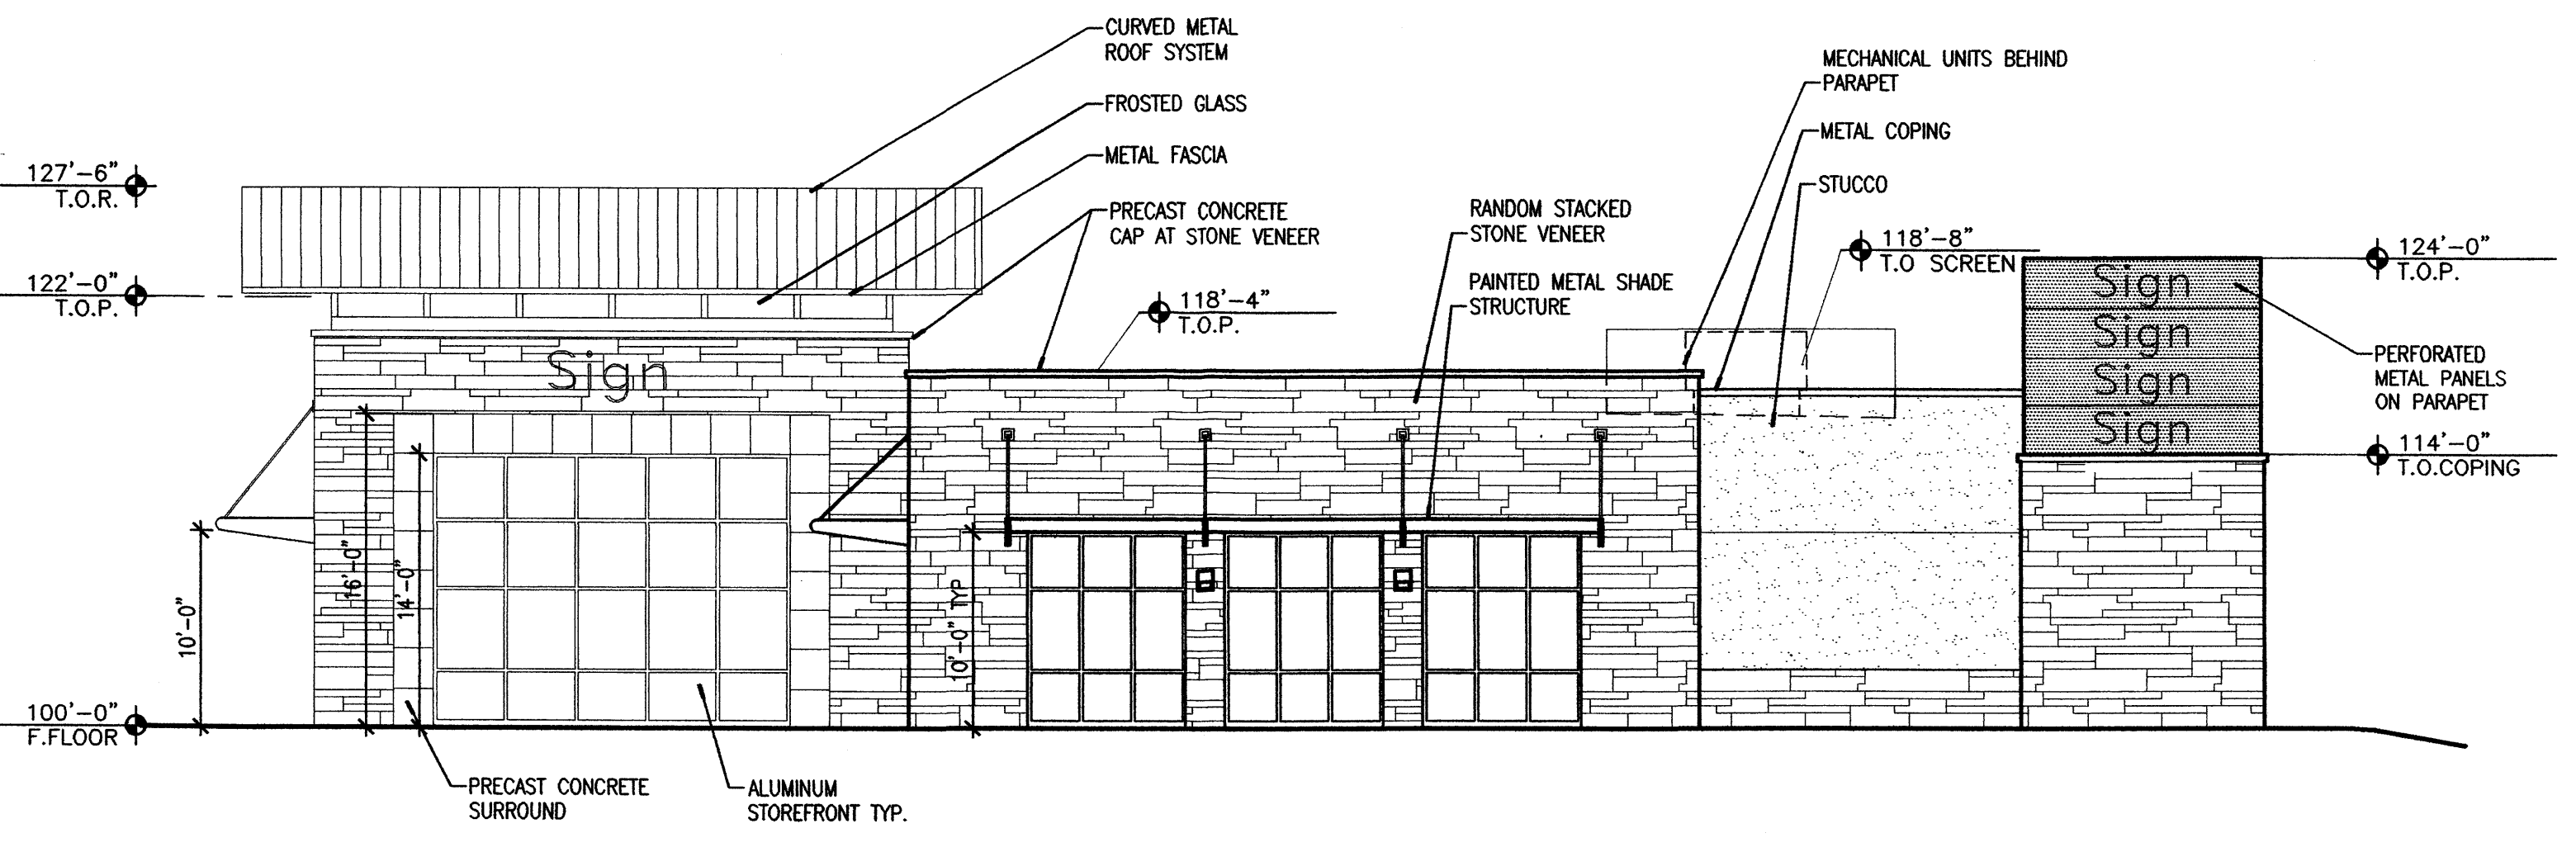 CURVED METAL
ROOF SYSTEM
FROSTED GLASS
METAL FASCIA
PRECAST CONCRETE
CAP AT STONE VENEER
RANDOM STACKED
STONE VENEER
PAINTED METAL SHADE
STRUCTURE
MECHANICAL UNITS BEHIND
PARAPET
METAL COPING
STUCCO
127'-6"
T.O.R.
122'-0"
T.O.P.
118'-4"
T.O.P.
118'-8"
T.O SCREEN
124'-0"
T.O.P.
Sign
Sign
Sign
Sign
Sign
PERFORATED
METAL PANELS
ON PARAPET
114'-0"
T.O.COPING
10'-0"
16'-0"
14'-0"
10'-0" TYP
100'-0"
F.FLOOR
PRECAST CONCRETE
SURROUND
ALUMINUM
STOREFRONT TYP.